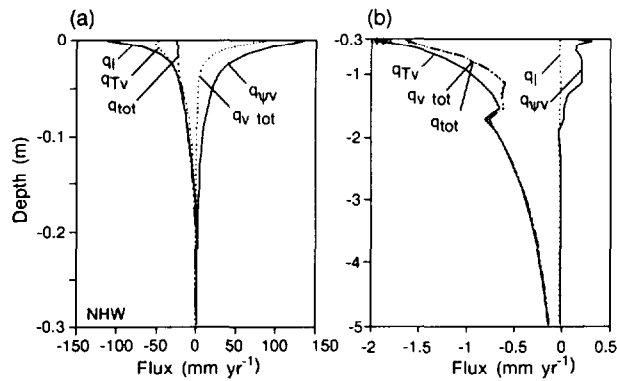 (a)
(b)
Depth (m)
0
-0.1
-0.2
-0.3
q_l
q_Tv
q_tot
q_ψv
q_v tot
NHW
-150 -100 -50 0 50 100 150
Flux (mm yr⁻¹)
-0.3
-1
-2
-3
-4
-5
q_Tv
q_v tot
q_tot
q_l
q_ψv
-2 -1.5 -1 -0.5 0 0.5
Flux (mm yr⁻¹)